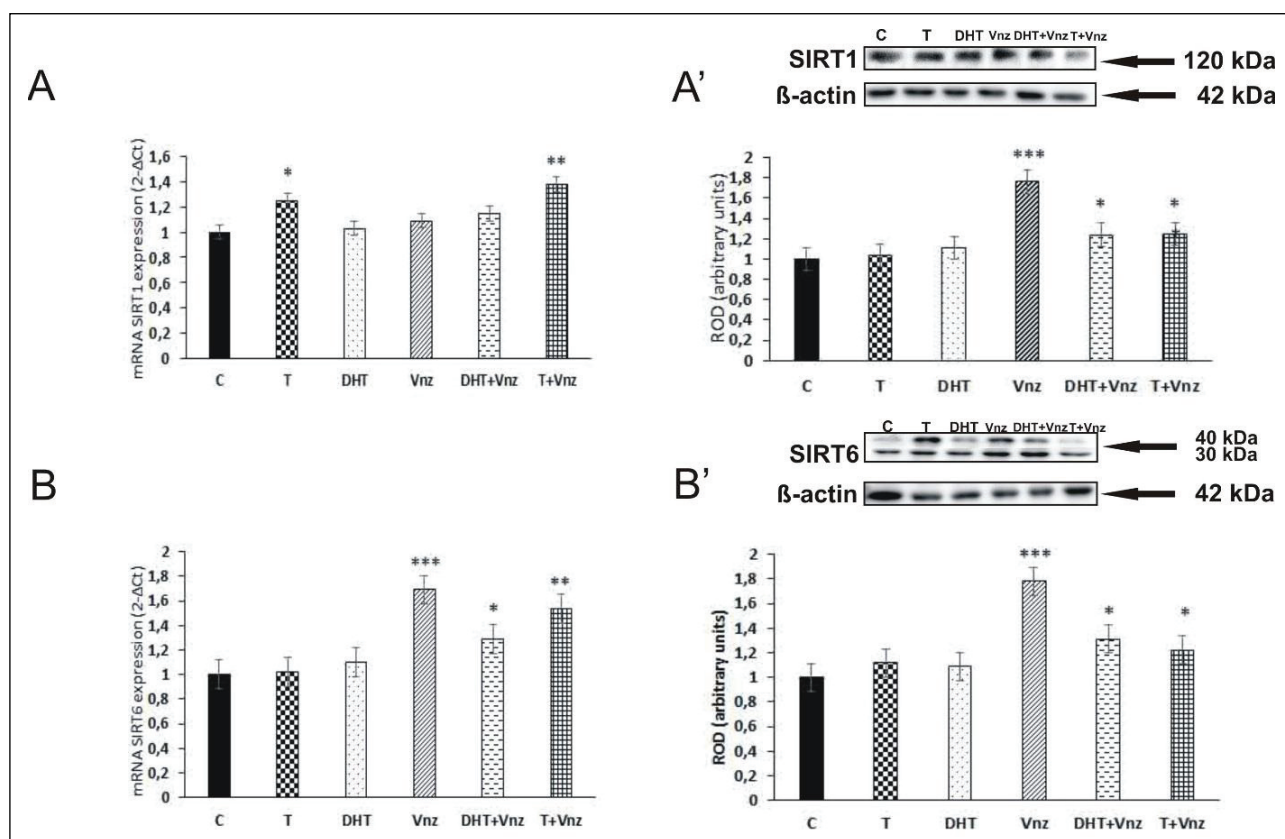 A
mRNA SIRT1 expression (2-ΔCt)
1,6
1,4
1,2
1
0,8
0,6
0,4
0,2
0
*
**
C T DHT Vnz DHT+Vnz T+Vnz
A'
C T DHT Vnz DHT+Vnz T+Vnz
SIRT1 120 kDa
ß-actin 42 kDa
ROD (arbitrary units)
2
1,8
1,6
1,4
1,2
1
0,8
0,6
0,4
0,2
0
***
*
*
C T DHT Vnz DHT+Vnz T+Vnz
B
mRNA SIRT6 expression (2-ΔCt)
2
1,8
1,6
1,4
1,2
1
0,8
0,6
0,4
0,2
0
***
*
**
C T DHT Vnz DHT+Vnz T+Vnz
B'
C T DHT Vnz DHT+Vnz T+Vnz
SIRT6 40 kDa
30 kDa
ß-actin 42 kDa
ROD (arbitrary units)
2
1,8
1,6
1,4
1,2
1
0,8
0,6
0,4
0,2
0
***
*
*
C T DHT Vnz DHT+Vnz T+Vnz